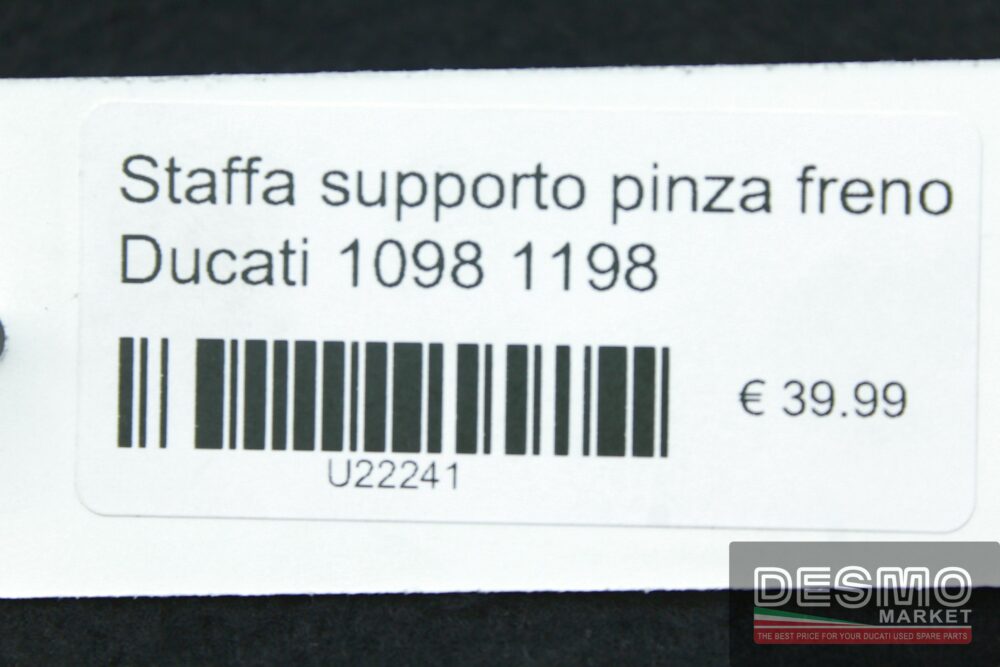 Staffa supporto pinza freno
Ducati 1098 1198
€ 39.99
U22241
DESMO
MARKET
THE BEST PRICE FOR YOUR DUCATI USED SPARE PARTS